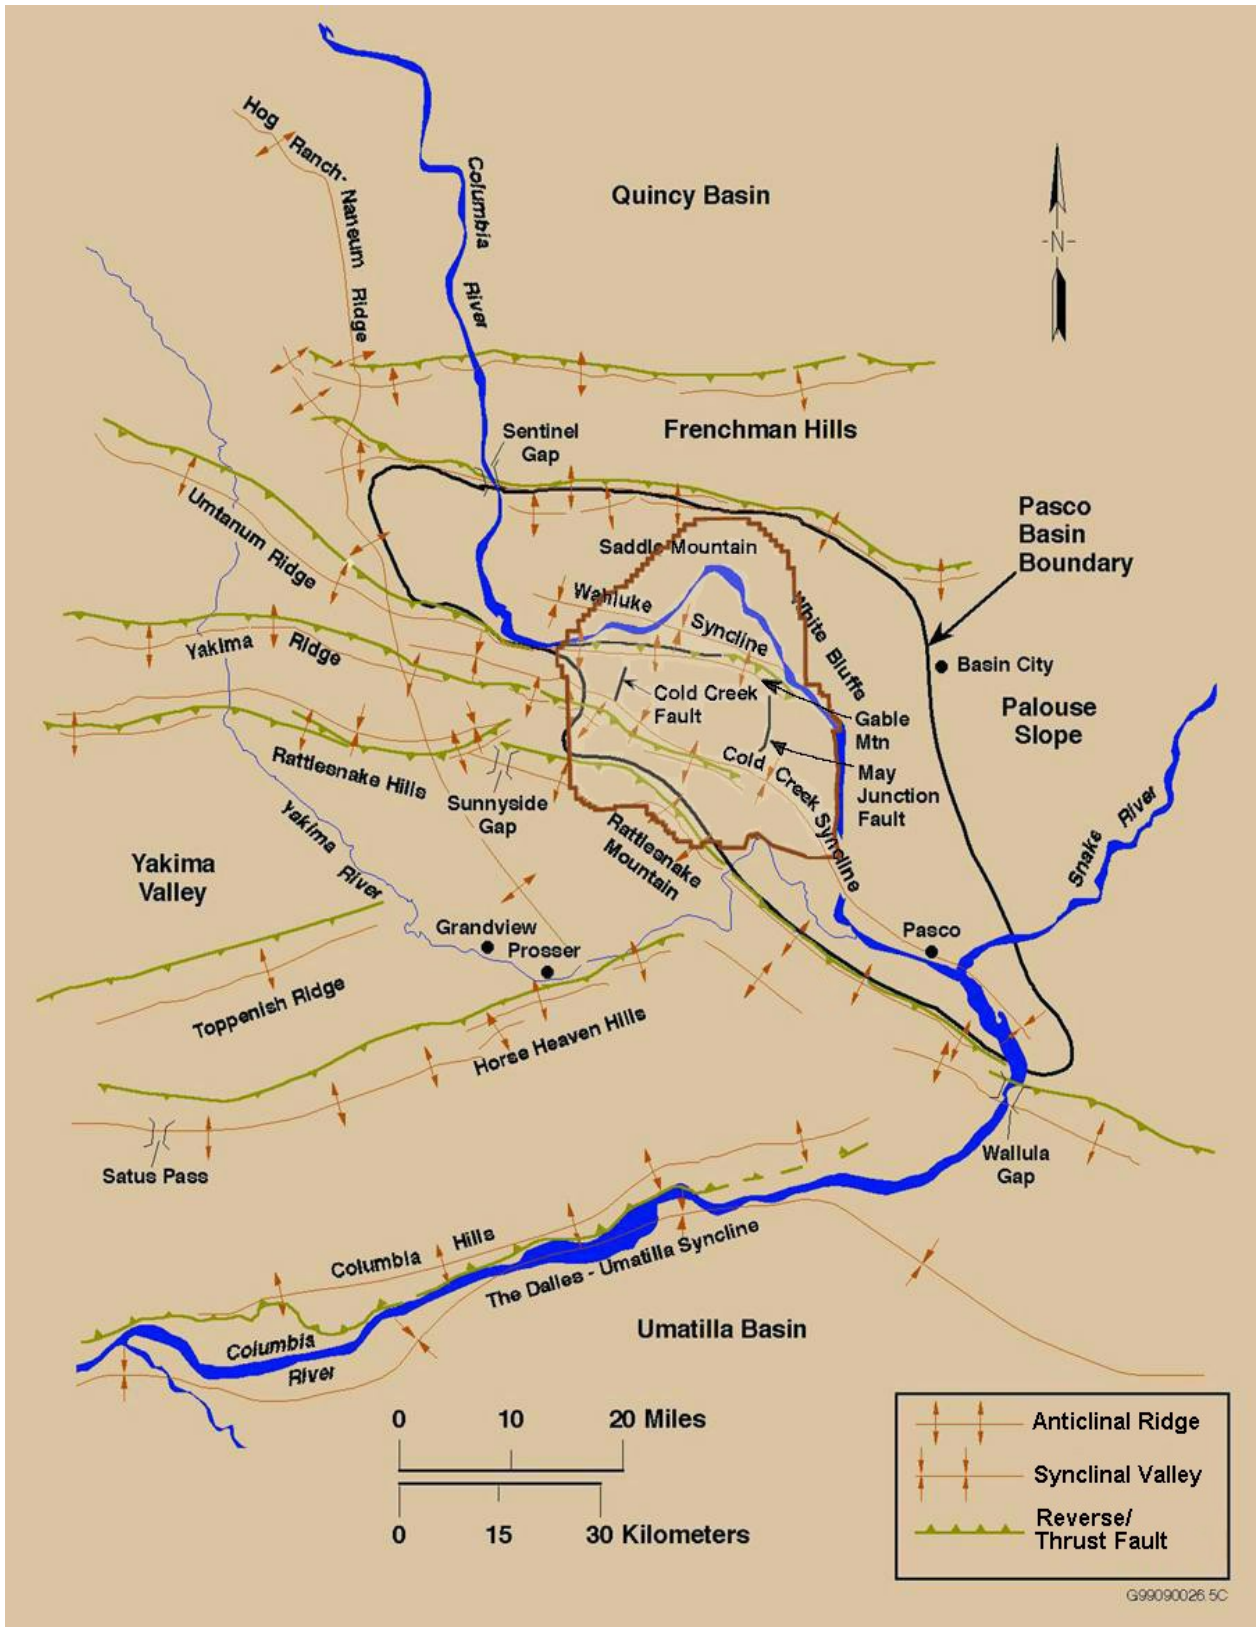 Hog
Ranch-
Naneum
Ridge
Columbia
River
Quincy Basin
-N-
Sentinel
Gap
Frenchman Hills
Umtanum Ridge
Saddle Mountain
Pasco
Basin
Boundary
Wahluke
Syncline
White Bluffs
Yakima
Ridge
Basin City
Cold Creek
Fault
Gable
Mtn
Palouse
Slope
Rattlesnake Hills
Cold Creek Syncline
May
Junction
Fault
Sunnyside
Gap
Yakima
River
Rattlesnake
Mountain
Snake
River
Yakima
Valley
Grandview
Prosser
Pasco
Toppenish Ridge
Horse Heaven Hills
Satus Pass
Wallula
Gap
Columbia
Hills
The Dalles - Umatilla Syncline
Columbia
River
Umatilla Basin
0 10 20 Miles
0 15 30 Kilometers
Anticlinal Ridge
Synclinal Valley
Reverse/
Thrust Fault
G99090026.5C